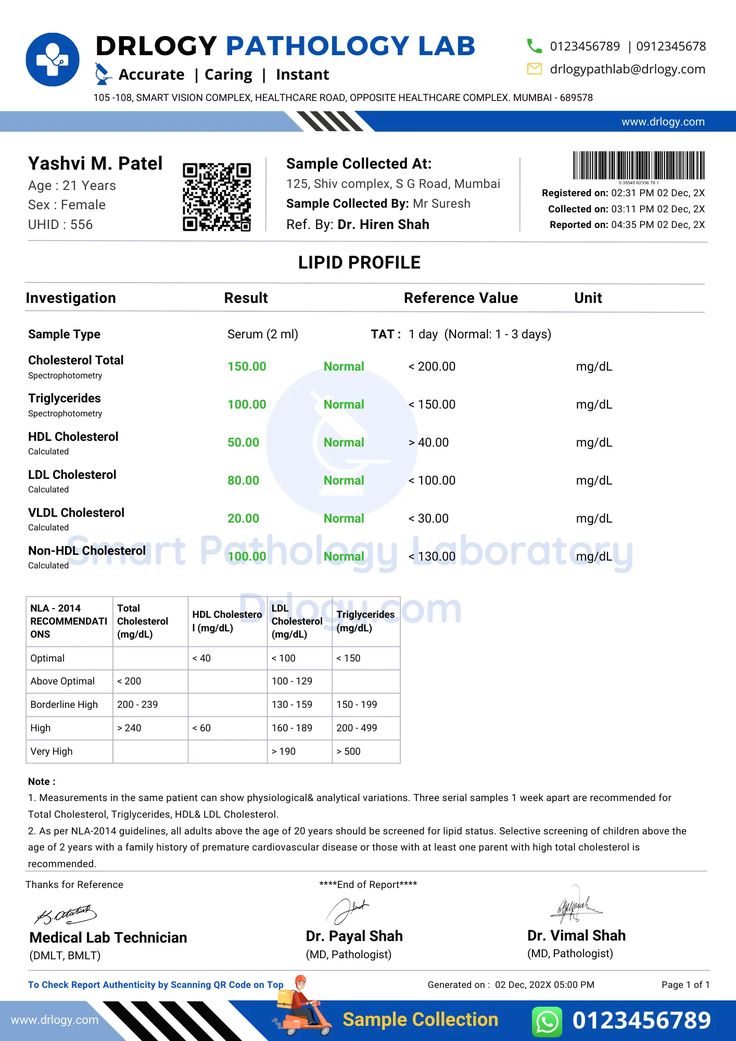 DRLOGY PATHOLOGY LAB
Accurate | Caring | Instant
0123456789 | 0912345678
drlogypathlab@drlogy.com
105 -108, SMART VISION COMPLEX, HEALTHCARE ROAD, OPPOSITE HEALTHCARE COMPLEX. MUMBAI - 689578
www.drlogy.com
Yashvi M. Patel
Age : 21 Years
Sex : Female
UHID : 556
Sample Collected At:
125, Shiv complex, S G Road, Mumbai
Sample Collected By: Mr Suresh
Ref. By: Dr. Hiren Shah
Registered on: 02:31 PM 02 Dec, 2X
Collected on: 03:11 PM 02 Dec, 2X
Reported on: 04:35 PM 02 Dec, 2X
LIPID PROFILE
Investigation Result Reference Value Unit
Sample Type Serum (2 ml) TAT : 1 day (Normal: 1 - 3 days)
Cholesterol Total 150.00 Normal < 200.00 mg/dL
Spectrophotometry
Triglycerides 100.00 Normal < 150.00 mg/dL
Spectrophotometry
HDL Cholesterol 50.00 Normal > 40.00 mg/dL
Calculated
LDL Cholesterol 80.00 Normal < 100.00 mg/dL
Calculated
VLDL Cholesterol 20.00 Normal < 30.00 mg/dL
Calculated
Non-HDL Cholesterol 100.00 Normal < 130.00 mg/dL
Calculated
Smart Pathology Laboratory
Drlogy.com
NLA - 2014
RECOMMENDATI
ONS
Total
Cholesterol
(mg/dL)
HDL Cholestero
l (mg/dL)
LDL
Cholesterol
(mg/dL)
Triglycerides
(mg/dL)
Optimal < 40 < 100 < 150
Above Optimal < 200 100 - 129
Borderline High 200 - 239 130 - 159 150 - 199
High > 240 < 60 160 - 189 200 - 499
Very High > 190 > 500
Note :
1. Measurements in the same patient can show physiological& analytical variations. Three serial samples 1 week apart are recommended for
Total Cholesterol, Triglycerides, HDL& LDL Cholesterol.
2. As per NLA-2014 guidelines, all adults above the age of 20 years should be screened for lipid status. Selective screening of children above the
age of 2 years with a family history of premature cardiovascular disease or those with at least one parent with high total cholesterol is
recommended.
Thanks for Reference ****End of Report****
Medical Lab Technician
(DMLT, BMLT)
Dr. Payal Shah
(MD, Pathologist)
Dr. Vimal Shah
(MD, Pathologist)
To Check Report Authenticity by Scanning QR Code on Top
Generated on : 02 Dec, 202X 05:00 PM
Page 1 of 1
www.drlogy.com
Sample Collection
0123456789